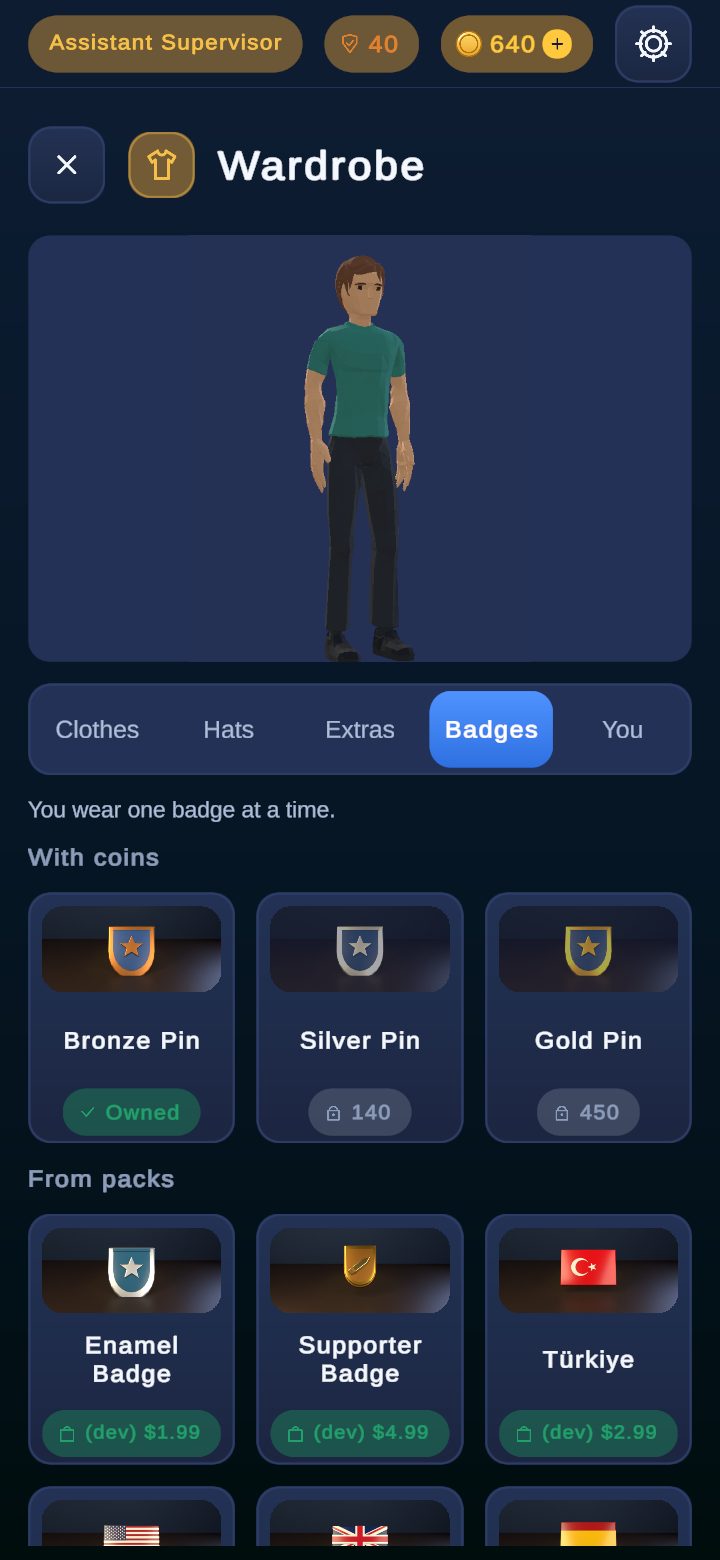 Assistant Supervisor
40
640
Wardrobe
Clothes
Hats
Extras
Badges
You
You wear one badge at a time.
With coins
Bronze Pin
Silver Pin
Gold Pin
Owned
140
450
From packs
Enamel
Badge
Supporter
Badge
Türkiye
(dev) $1.99
(dev) $4.99
(dev) $2.99